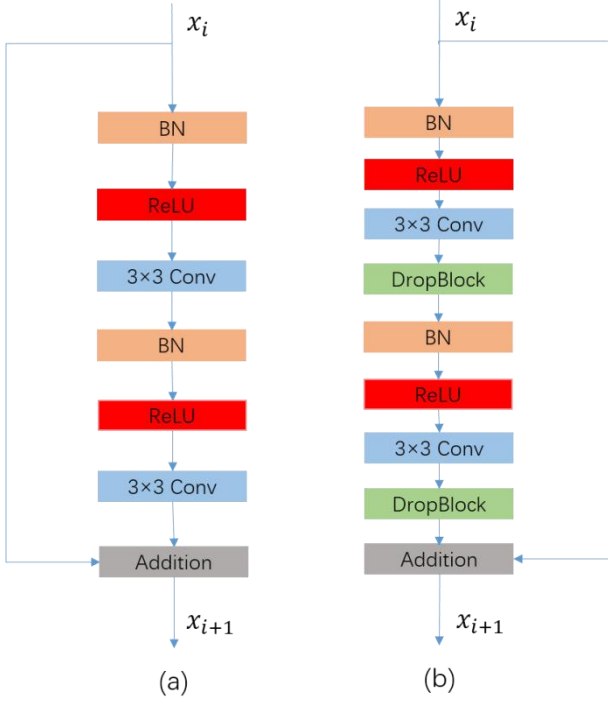 x_i
BN
ReLU
3×3 Conv
BN
ReLU
3×3 Conv
Addition
x_{i+1}
(a)
x_i
BN
ReLU
3×3 Conv
DropBlock
BN
ReLU
3×3 Conv
DropBlock
Addition
x_{i+1}
(b)